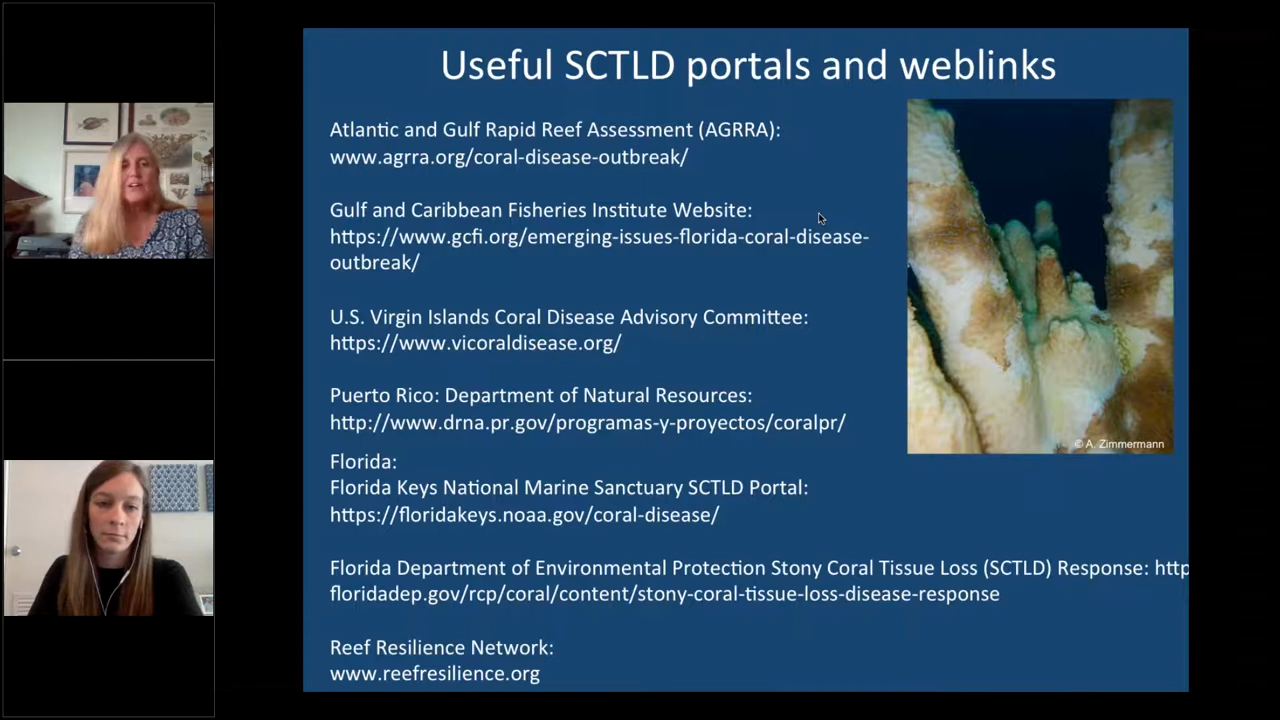 Useful SCTLD portals and weblinks
Atlantic and Gulf Rapid Reef Assessment (AGRRA):
www.agrra.org/coral-disease-outbreak/
Gulf and Caribbean Fisheries Institute Website:
https://www.gcfi.org/emerging-issues-florida-coral-disease-
outbreak/
U.S. Virgin Islands Coral Disease Advisory Committee:
https://www.vicoraldisease.org/
Puerto Rico: Department of Natural Resources:
http://www.drna.pr.gov/programas-y-proyectos/coralpr/
© A. Zimmermann
Florida:
Florida Keys National Marine Sanctuary SCTLD Portal:
https://floridakeys.noaa.gov/coral-disease/
Florida Department of Environmental Protection Stony Coral Tissue Loss (SCTLD) Response: http
floridadep.gov/rcp/coral/content/stony-coral-tissue-loss-disease-response
Reef Resilience Network:
www.reefresilience.org